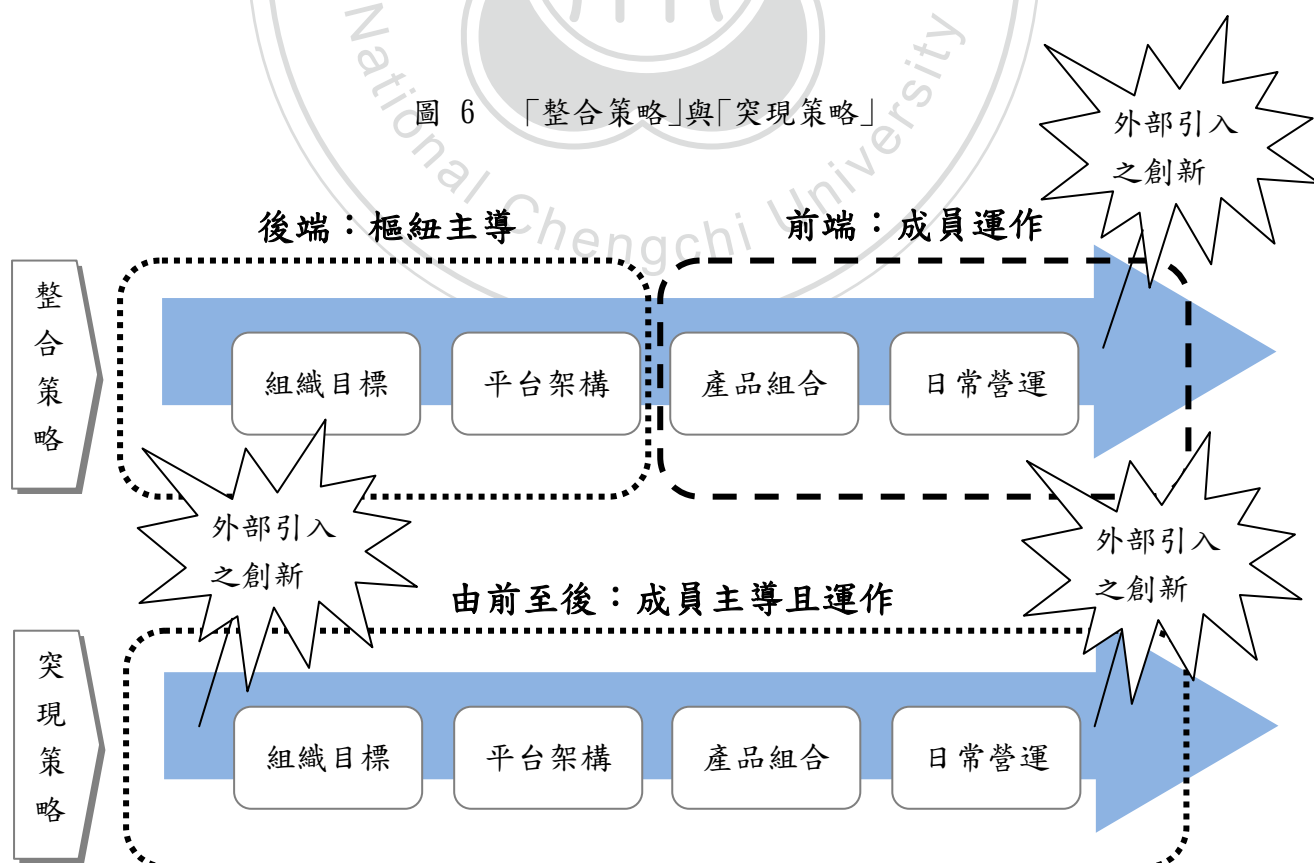 National Chengchi University
圖 6 「整合策略」與「突現策略」
外部引入
之創新
後端：樞紐主導
前端：成員運作
整合策略
組織目標
平台架構
產品組合
日常營運
外部引入
之創新
外部引入
之創新
由前至後：成員主導且運作
突現策略
組織目標
平台架構
產品組合
日常營運